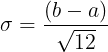 σ = (b − a) / √12